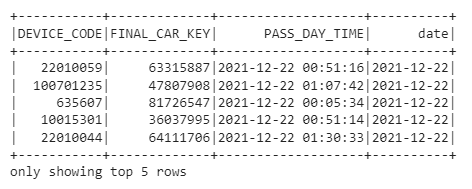 +-----------+-------------+-------------------+----------+
|DEVICE_CODE|FINAL_CAR_KEY|      PASS_DAY_TIME|      date|
+-----------+-------------+-------------------+----------+
|   22010059|     63315887|2021-12-22 00:51:16|2021-12-22|
|  100701235|     47807908|2021-12-22 01:07:42|2021-12-22|
|     635607|     81726547|2021-12-22 00:05:34|2021-12-22|
|   10015301|     36037995|2021-12-22 00:51:14|2021-12-22|
|   22010044|     64111706|2021-12-22 01:30:33|2021-12-22|
+-----------+-------------+-------------------+----------+
only showing top 5 rows